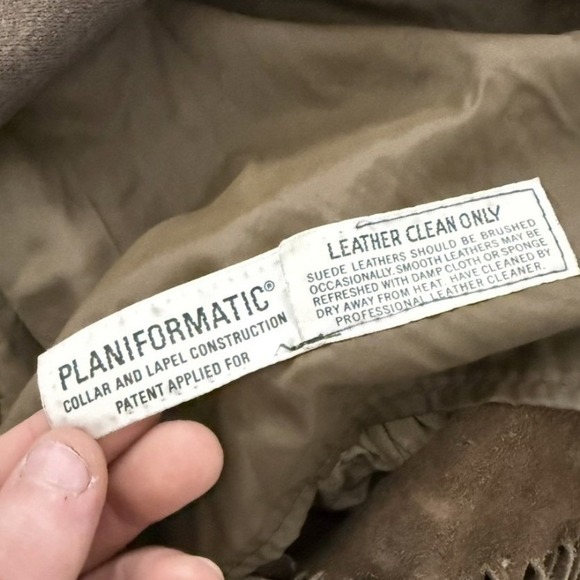 PLANIFORMATIC®
COLLAR AND LAPEL CONSTRUCTION
PATENT APPLIED FOR
LEATHER CLEAN ONLY
SUEDE LEATHERS SHOULD BE BRUSHED
OCCASIONALLY. SMOOTH LEATHERS MAY BE
REFRESHED WITH DAMP CLOTH OR SPONGE
DRY AWAY FROM HEAT. HAVE CLEANED BY
PROFESSIONAL LEATHER CLEANER.